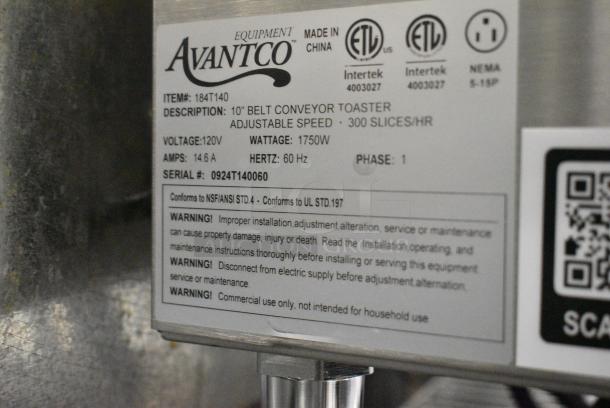 EQUIPMENT
AVANTCO™
MADE IN
CHINA
ETL
us
Intertek
4003027
ETL
Intertek
4003027
NEMA
5-15P
ITEM#: 184T140
DESCRIPTION: 10" BELT CONVEYOR TOASTER
ADJUSTABLE SPEED · 300 SLICES/HR
VOLTAGE:120V WATTAGE: 1750W
AMPS: 14.6 A HERTZ: 60 Hz PHASE: 1
SERIAL #: 0924T140060
Conforms to NSF/ANSI STD.4 - Conforms to UL STD.197
WARNING! Improper installation,adjustment,alteration, service or maintenance
can cause property damage, injury or death. Read the Installation,operating, and
maintenance instructions thoroughly before installing or serving this equipment
WARNING! Disconnect from electric supply before adjustment,alternation,
service or maintenance
WARNING! Commercial use only, not intended for household use
SCA